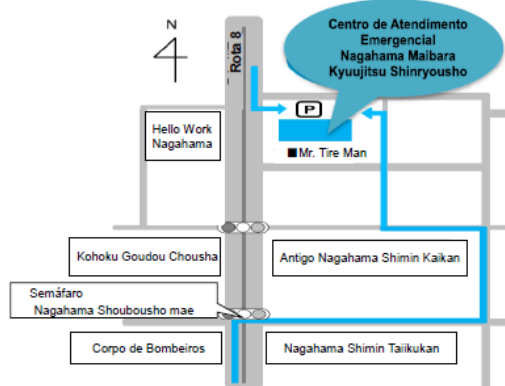 N
Rota 8
Centro de Atendimento
Emergencial
Nagahama Maibara
Kyuujitsu Shinryousho
P
Hello Work
Nagahama
■Mr. Tire Man
Kohoku Goudou Chousha
Antigo Nagahama Shimin Kaikan
Semáfaro
Nagahama Shoubousho mae
Corpo de Bombeiros
Nagahama Shimin Taiikukan